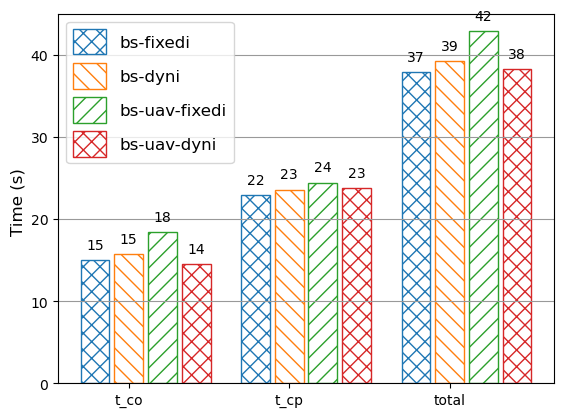 Time (s)
40
30
20
10
0
bs-fixedi
bs-dyni
bs-uav-fixedi
bs-uav-dyni
15
15
18
14
22
23
24
23
37
39
42
38
t_co
t_cp
total